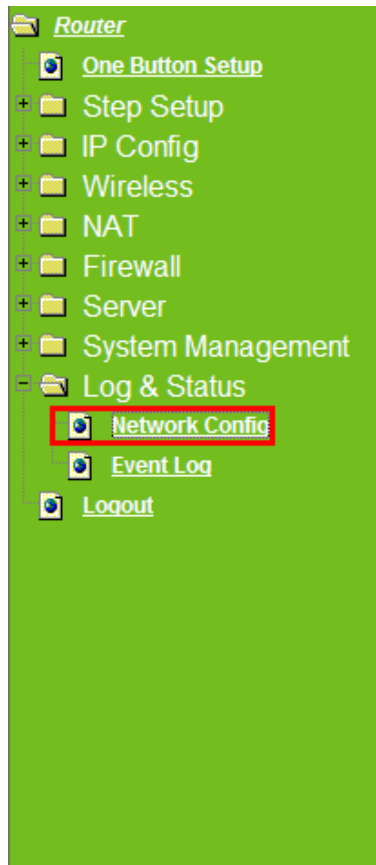 Router
One Button Setup
Step Setup
IP Config
Wireless
NAT
Firewall
Server
System Management
Log & Status
Network Config
Event Log
Logout